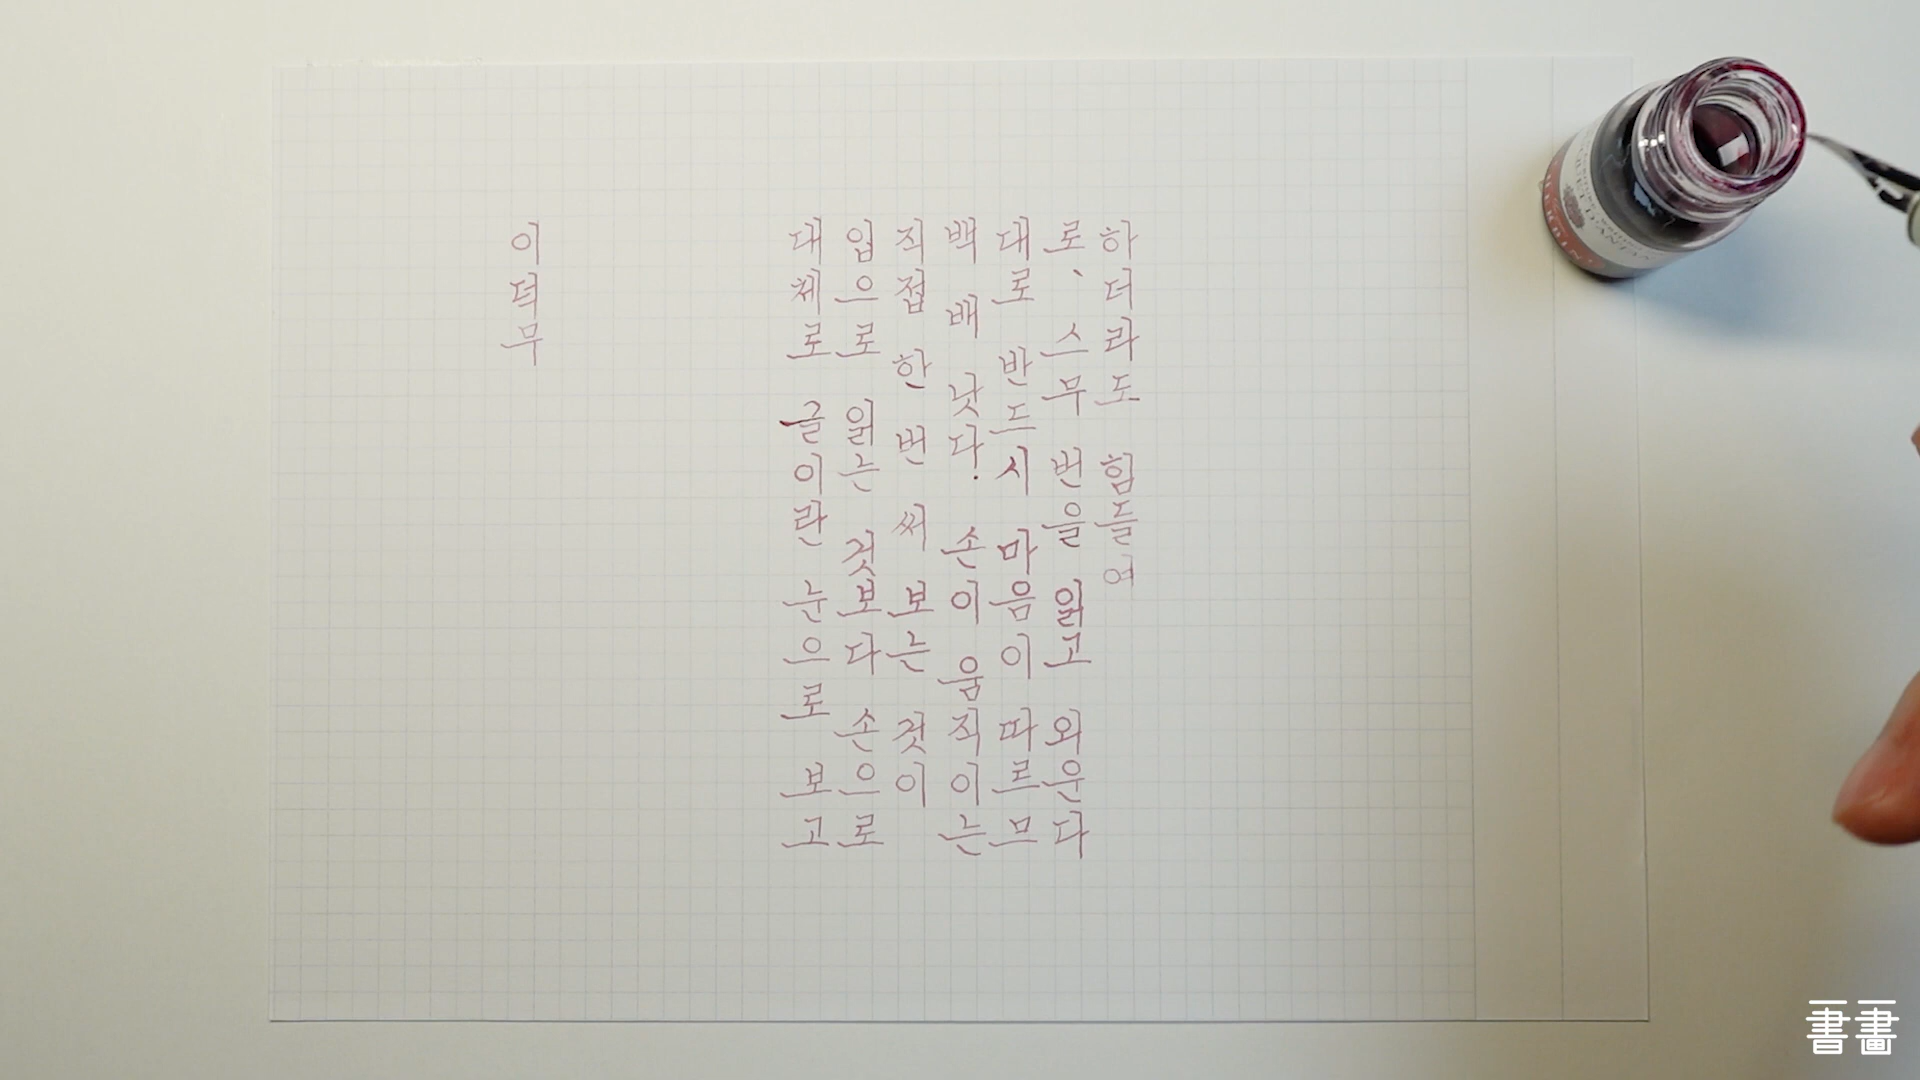 이덕무
대체로 글이란 눈으로 보고
입으로 읽는 것보다 손으로
직접 한 번 써 보는 것이
백 배 낫다. 손이 움직이는
대로 반드시 마음이 따르므
로、 스무 번을 읽고 외운다
하더라도 힘들여
書畫